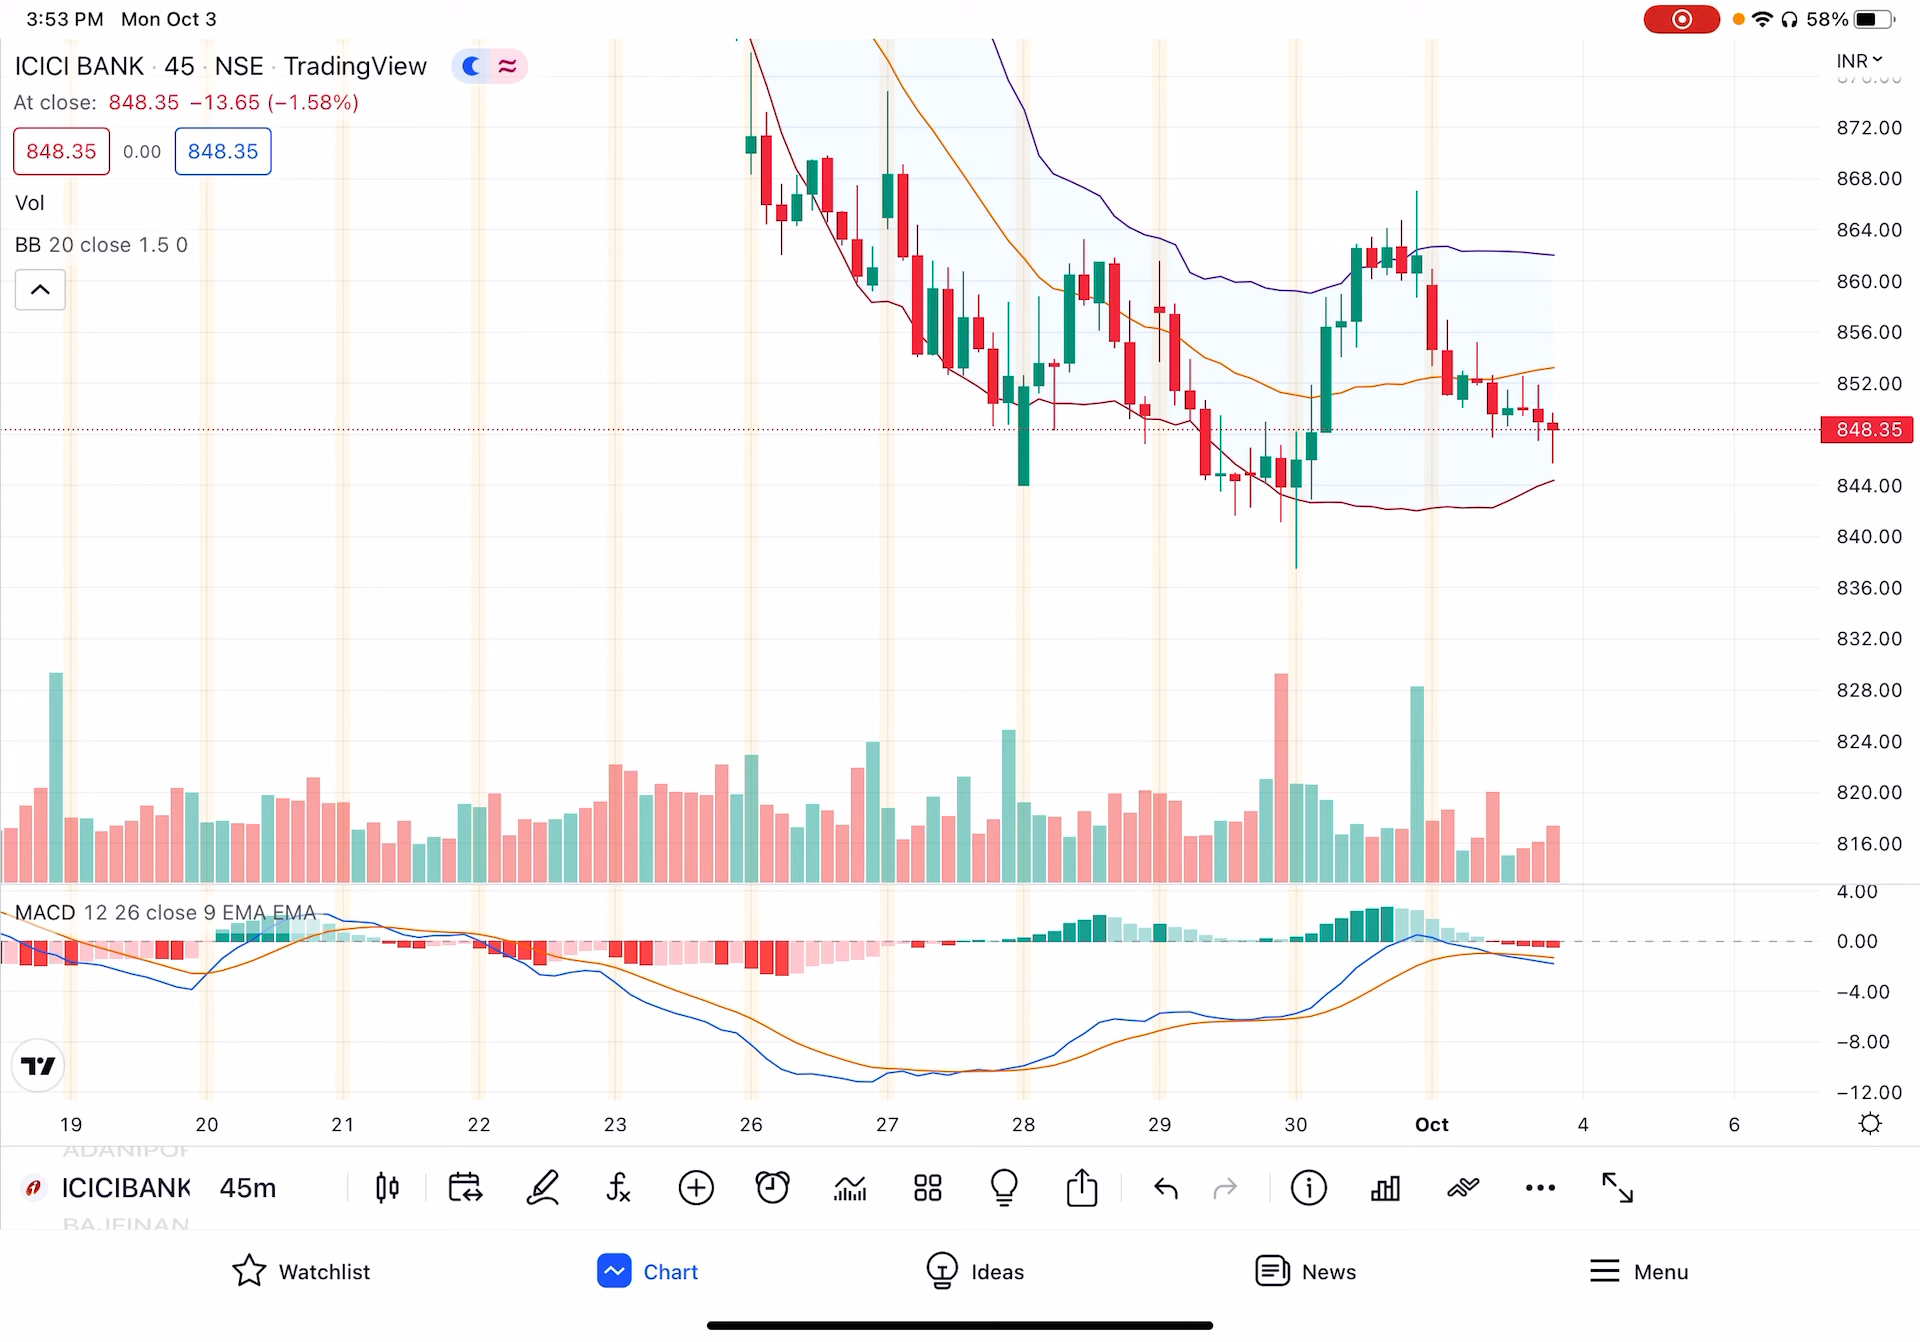 3:53 PM Mon Oct 3
58%
ICICI BANK · 45 · NSE · TradingView
INR
At close: 848.35 −13.65 (−1.58%)
848.35 0.00 848.35
Vol
BB 20 close 1.5 0
872.00
868.00
864.00
860.00
856.00
852.00
848.35
844.00
840.00
836.00
832.00
828.00
824.00
820.00
816.00
MACD 12 26 close 9 EMA EMA
4.00
0.00
−4.00
−8.00
−12.00
19 20 21 22 23 26 27 28 29 30 Oct 4 6
ICICIBANK 45m
Watchlist Chart Ideas News Menu